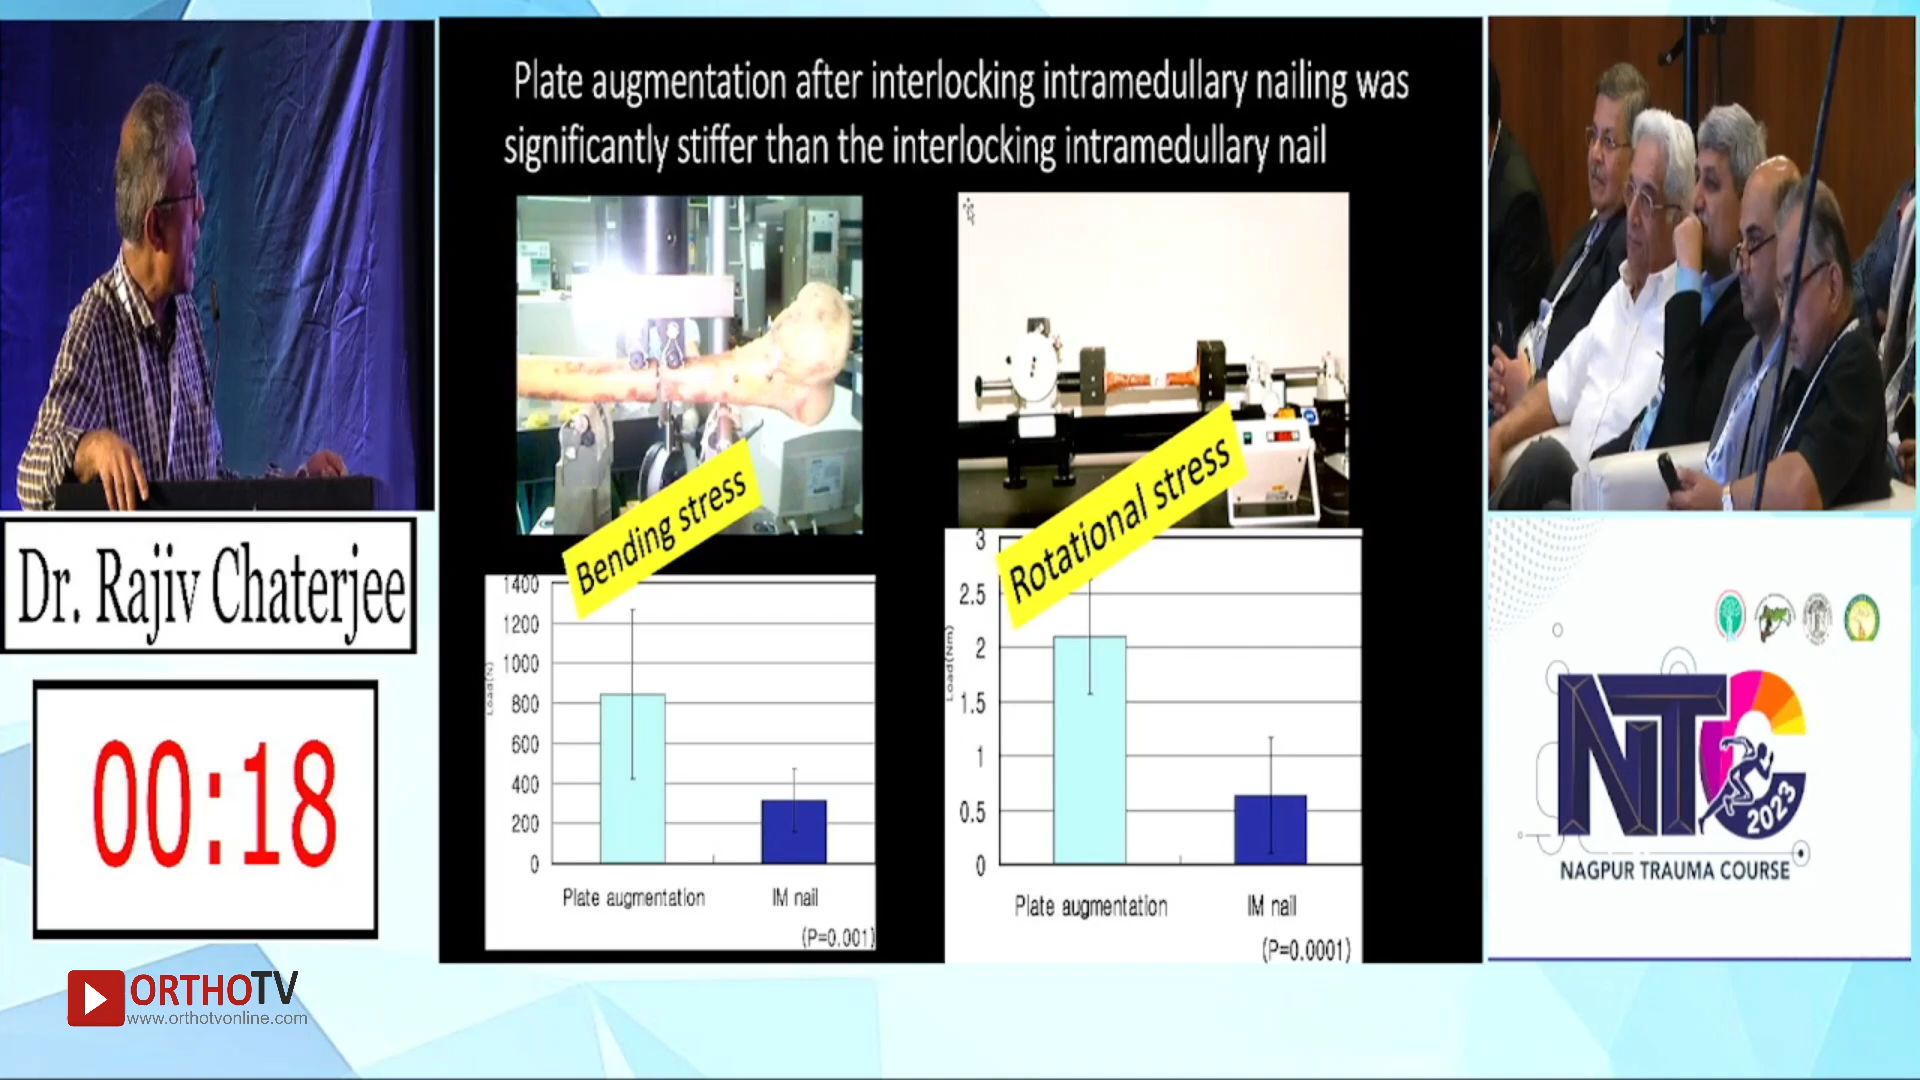 Plate augmentation after interlocking intramedullary nailing was
significantly stiffer than the interlocking intramedullary nail
Bending stress
Rotational stress
1400
1200
1000
800
600
400
200
0
Load(N)
Plate augmentation
IM nail
(P=0.001)
3
2.5
2
1.5
1
0.5
0
Load(Nm)
Plate augmentation
IM nail
(P=0.0001)
Dr. Rajiv Chaterjee
00:18
ORTHOTV
www.orthotvonline.com
NTC
2023
NAGPUR TRAUMA COURSE